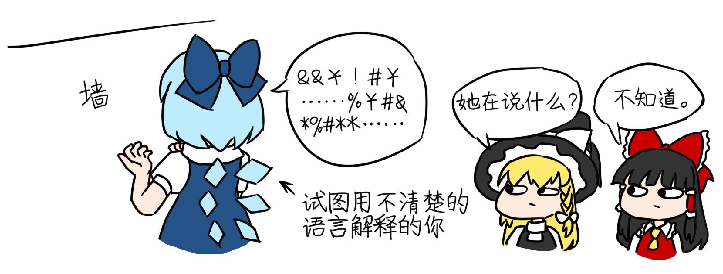 墙
&&￥！#￥
……%￥#&
*%#**……
她在说什么？
不知道。
试图用不清楚的
语言解释的你